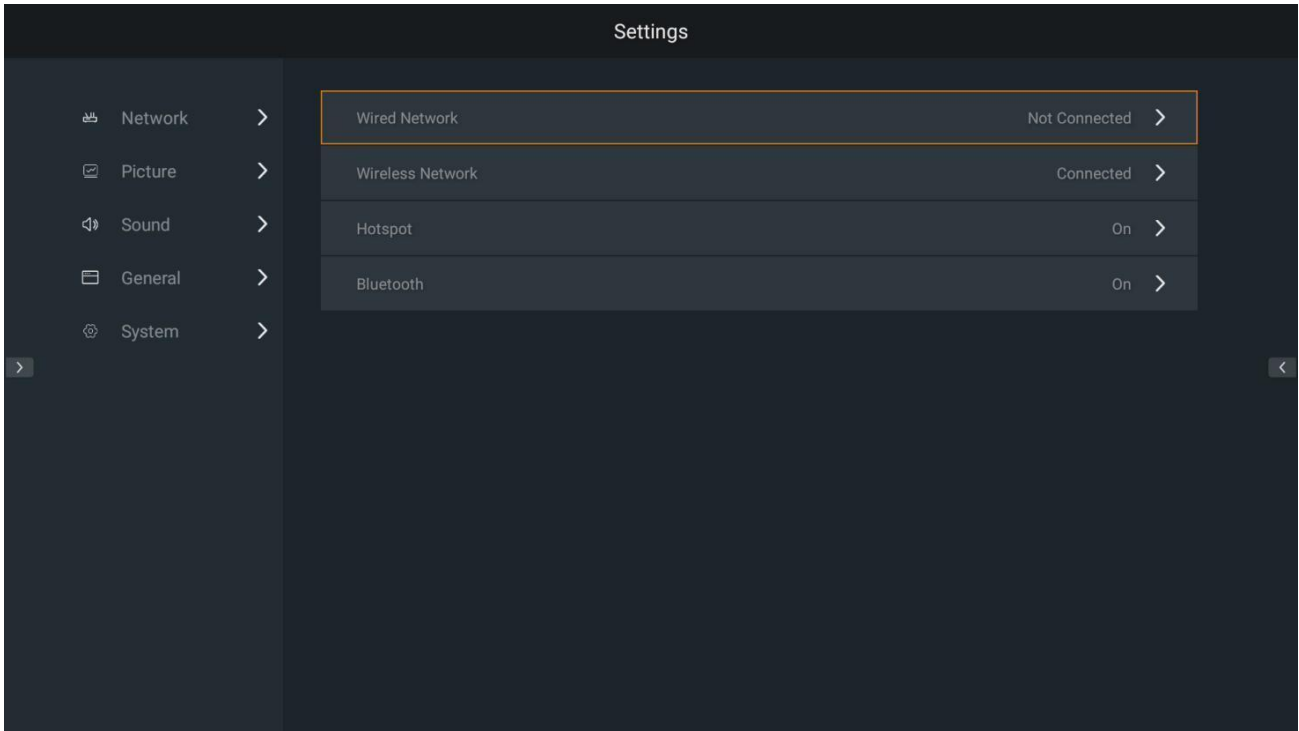 Settings
Network
Picture
Sound
General
System
Wired Network Not Connected
Wireless Network Connected
Hotspot On
Bluetooth On